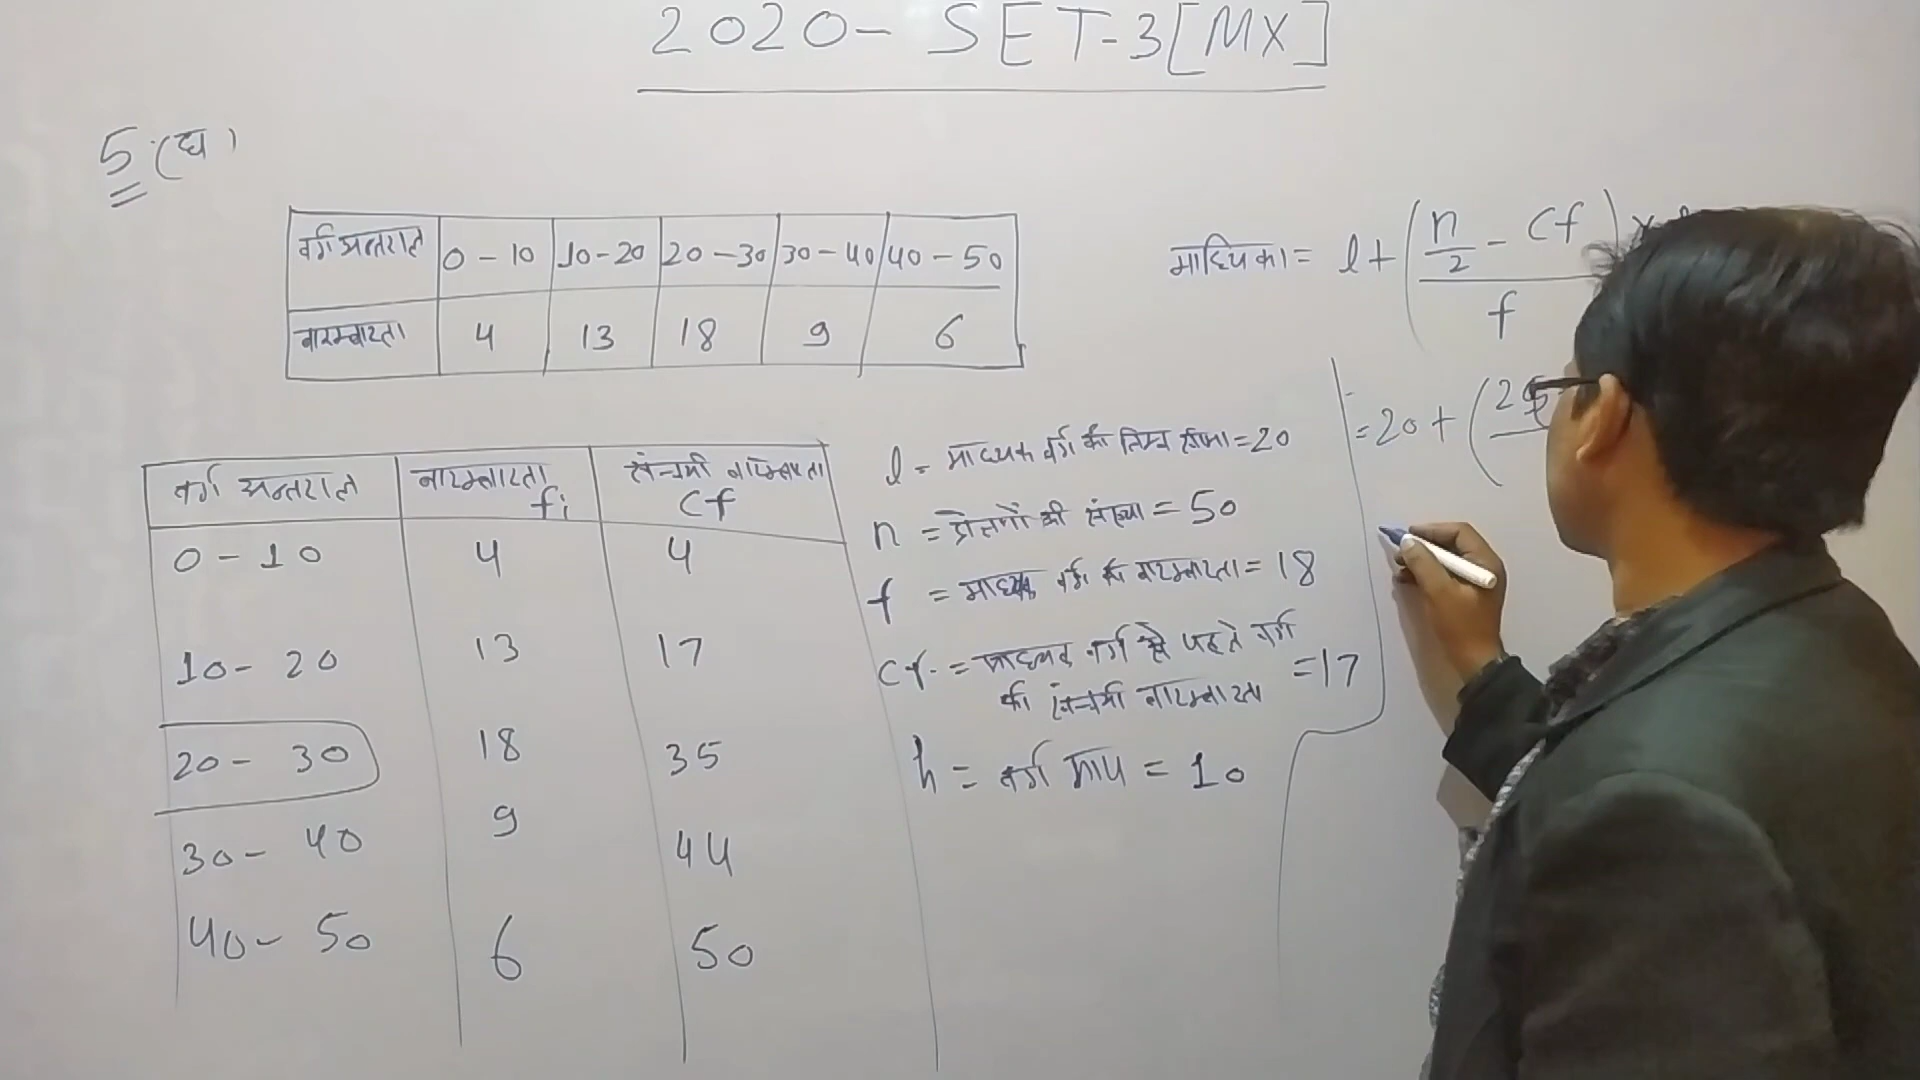 2020- SET-3[MX]
5.(घ)
वर्ग अन्तराल 0-10 10-20 20-30 30-40 40-50
बारम्बारता 4 13 18 9 6
माध्यिका = l + (n/2 - Cf
f
= 20 + (25
वर्ग अन्तराल बारम्बारता fi संचयी बारम्बारता Cf
0-10 4 4
10-20 13 17
20-30 18 35
30-40 9 44
40-50 6 50
l = माध्यक वर्ग की निम्न सीमा = 20
n = प्रेक्षणों की संख्या = 50
f = माध्यक वर्ग की बारम्बारता = 18
cf. = माध्यक वर्ग से पहले वर्ग
की संचयी बारम्बारता = 17
h = वर्ग माप = 10